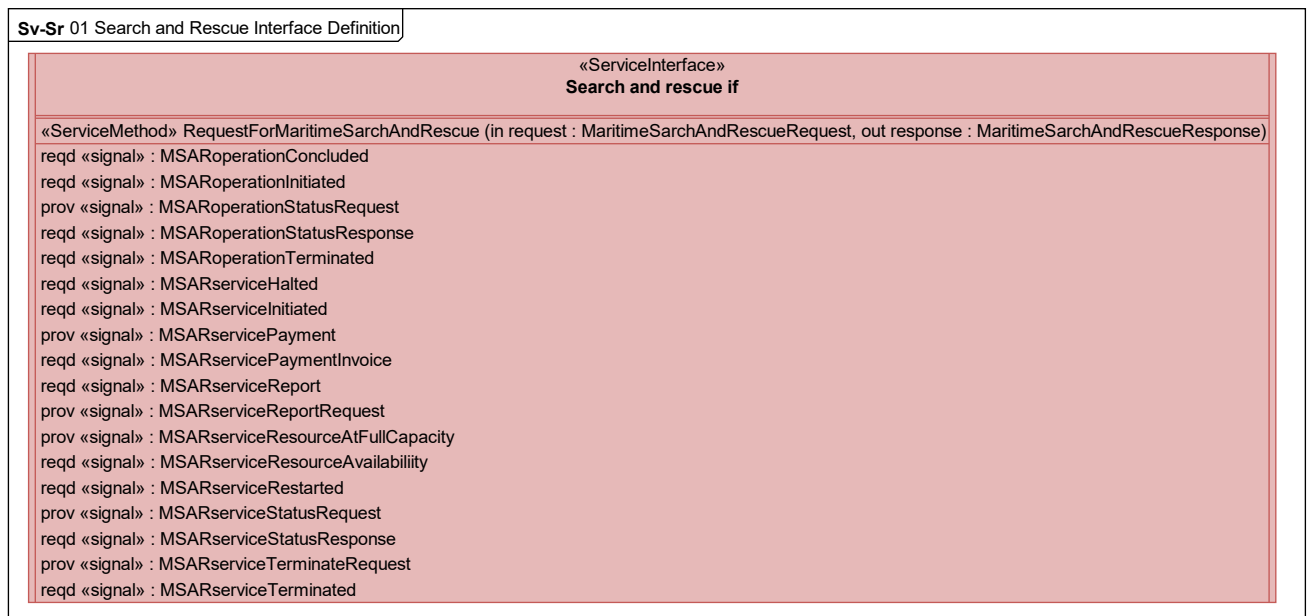 Sv-Sr 01 Search and Rescue Interface Definition
«ServiceInterface»
Search and rescue if
«ServiceMethod» RequestForMaritimeSarchAndRescue (in request : MaritimeSarchAndRescueRequest, out response : MaritimeSarchAndRescueResponse)
reqd «signal» : MSARoperationConcluded
reqd «signal» : MSARoperationInitiated
prov «signal» : MSARoperationStatusRequest
reqd «signal» : MSARoperationStatusResponse
reqd «signal» : MSARoperationTerminated
reqd «signal» : MSARserviceHalted
reqd «signal» : MSARserviceInitiated
prov «signal» : MSARservicePayment
reqd «signal» : MSARservicePaymentInvoice
reqd «signal» : MSARserviceReport
prov «signal» : MSARserviceReportRequest
prov «signal» : MSARserviceResourceAtFullCapacity
reqd «signal» : MSARserviceResourceAvailabiliity
reqd «signal» : MSARserviceRestarted
prov «signal» : MSARserviceStatusRequest
reqd «signal» : MSARserviceStatusResponse
prov «signal» : MSARserviceTerminateRequest
reqd «signal» : MSARserviceTerminated